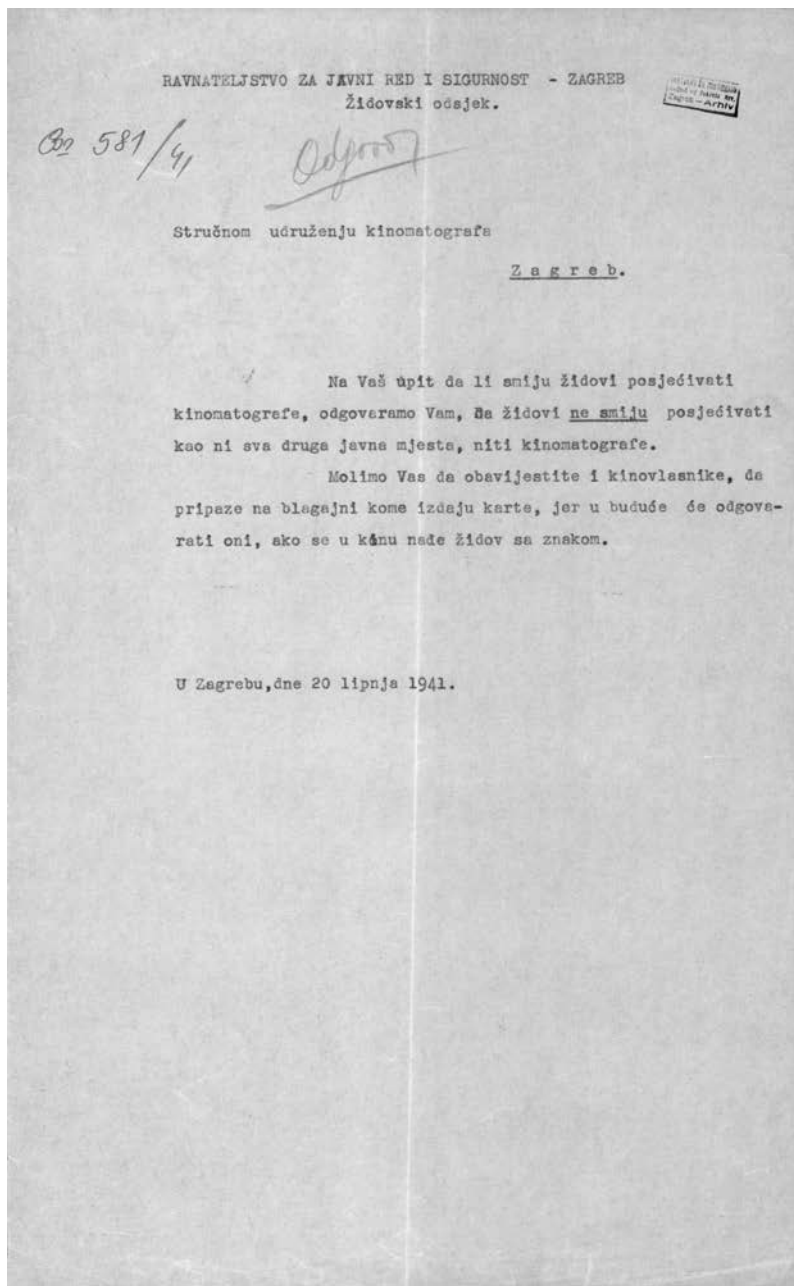 RAVNATELJSTVO ZA JAVNI RED I SIGURNOST - ZAGREB
Židovski odsjek.
Zagreb - Arhiv
581/41
Odgovor
Stručnom udruženju kinomatografa
Zagreb.
Na Vaš upit da li smiju židovi posjećivati
kinomatografe, odgovaramo Vam, da židovi ne smiju posjećivati
kao ni sva druga javna mjesta, niti kinomatografe.
Molimo Vas da obavijestite i kinovlasnike, da
pripaze na blagajni kome izdaju karte, jer u buduće će odgova-
rati oni, ako se u kinu nađe židov sa znakom.
U Zagrebu,dne 20 lipnja 1941.